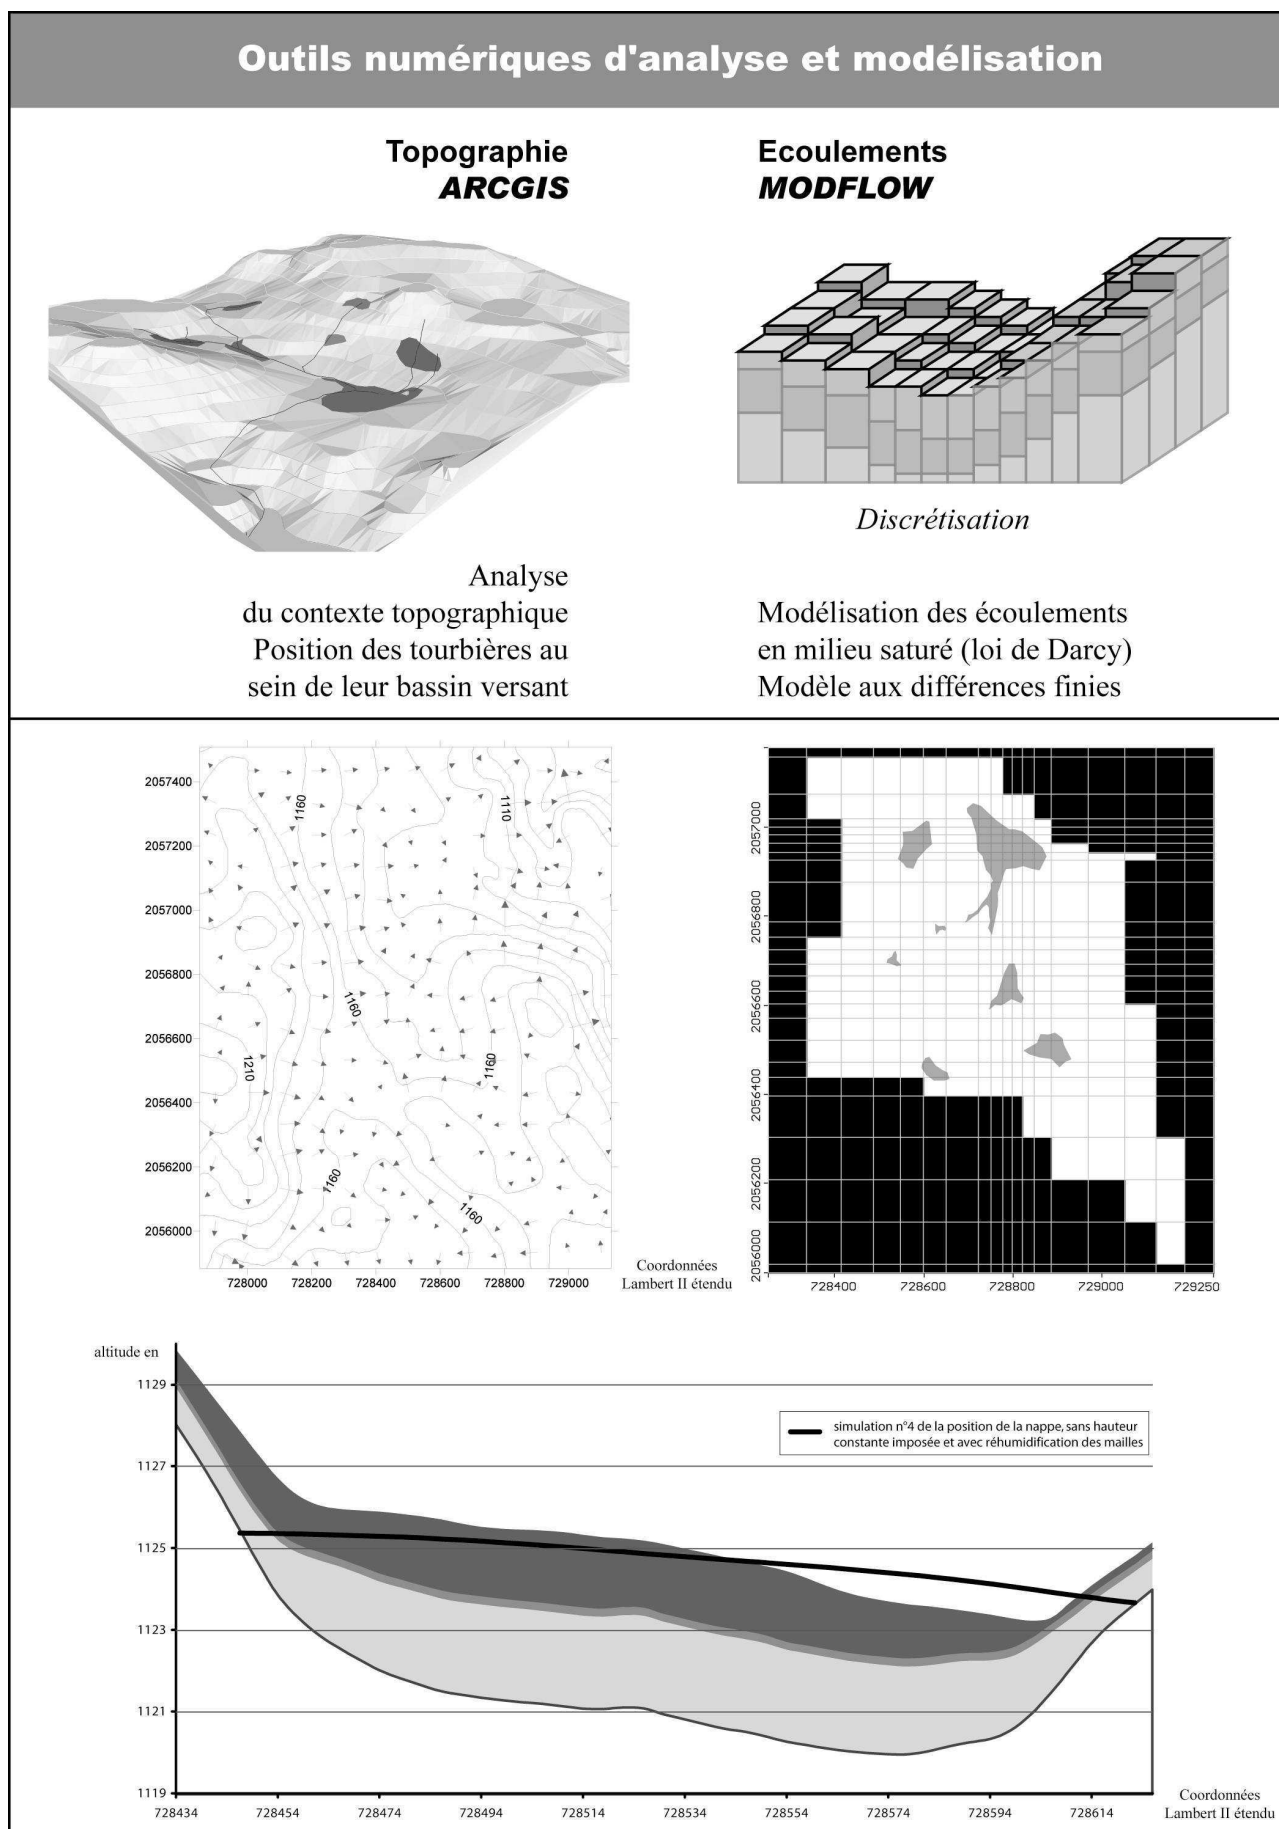 Outils numériques d'analyse et modélisation
Topographie
ARCGIS
Ecoulements
MODFLOW
Discrétisation
Analyse
du contexte topographique
Position des tourbières au
sein de leur bassin versant
Modélisation des écoulements
en milieu saturé (loi de Darcy)
Modèle aux différences finies
2057400
2057200
2057000
2056800
2056600
2056400
2056200
2056000
1160
1110
1160
1210
1160
1160
1160
728000
728200
728400
728600
728800
729000
Coordonnées
Lambert II étendu
2057000
2056800
2056600
2056400
2056200
2056000
728400
728600
728800
729000
729250
altitude en
1129
1127
1125
1123
1121
1119
simulation n°4 de la position de la nappe, sans hauteur
constante imposée et avec réhumidification des mailles
728434
728454
728474
728494
728514
728534
728554
728574
728594
728614
Coordonnées
Lambert II étendu